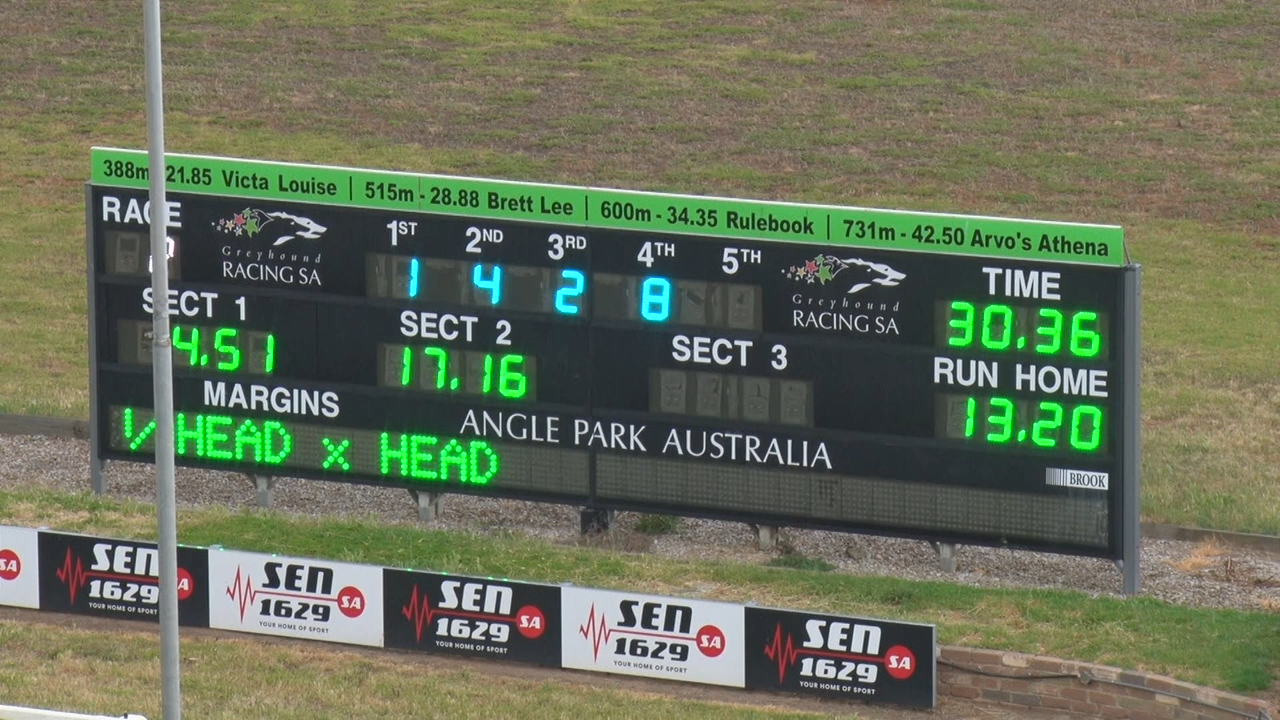 388m 21.85 Victa Louise | 515m - 28.88 Brett Lee | 600m - 34.35 Rulebook | 731m - 42.50 Arvo's Athena
RACE
Greyhound
RACING SA
1ST 2ND 3RD 4TH 5TH
1 4 2 8
Greyhound
RACING SA
TIME
30.36
SECT 1
4.51
SECT 2
17.16
SECT 3
RUN HOME
13.20
MARGINS
HEAD x HEAD
ANGLE PARK AUSTRALIA
BROOK
SA
SEN SA
1629
YOUR HOME OF SPORT
SEN SA
1629
YOUR HOME OF SPORT
SEN SA
1629
YOUR HOME OF SPORT
SEN SA
1629
YOUR HOME OF SPORT
SEN SA
1629
YOUR HOME OF SPORT